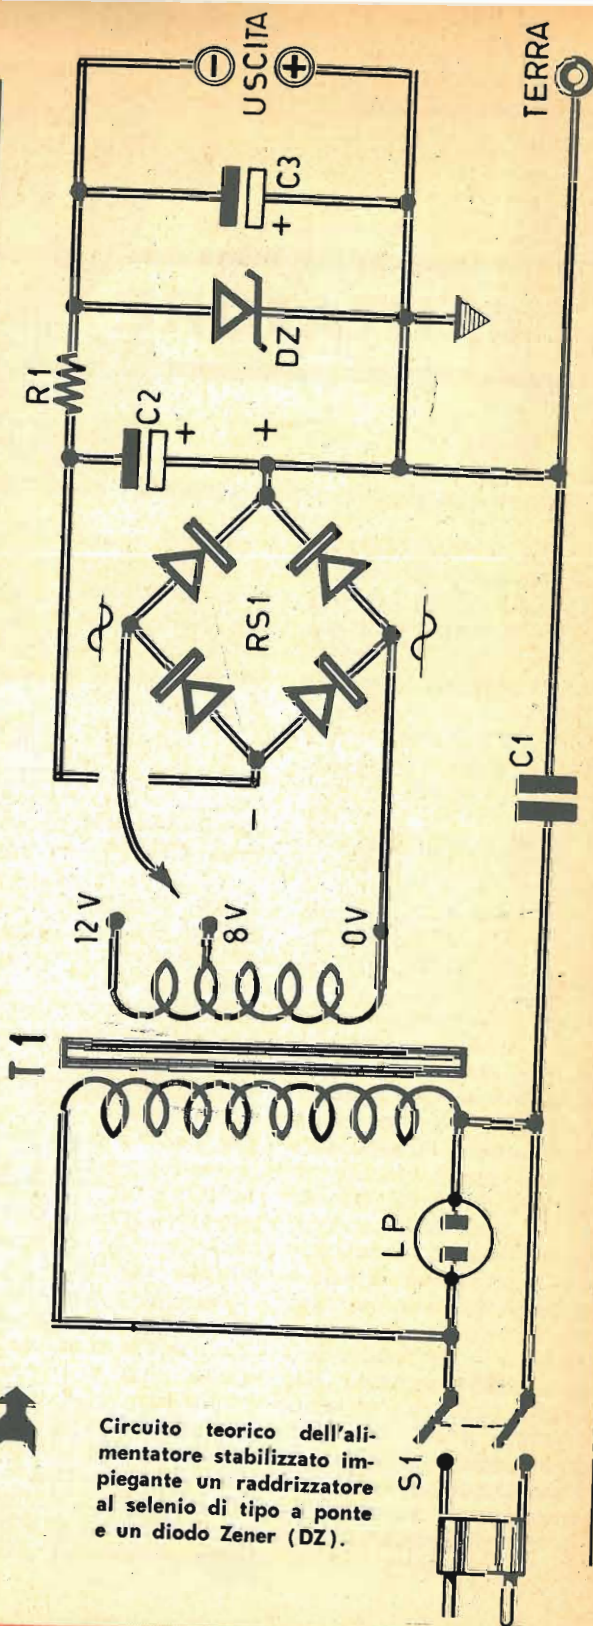 USCITA
−
+
TERRA
C3
+
DZ
R1
C2
+
+
RS1
−
C1
12 V
8 V
0 V
T1
LP
S1
Circuito teorico dell'ali-
mentatore stabilizzato im-
piegante un raddrizzatore
al selenio di tipo a ponte
e un diodo Zener (DZ).